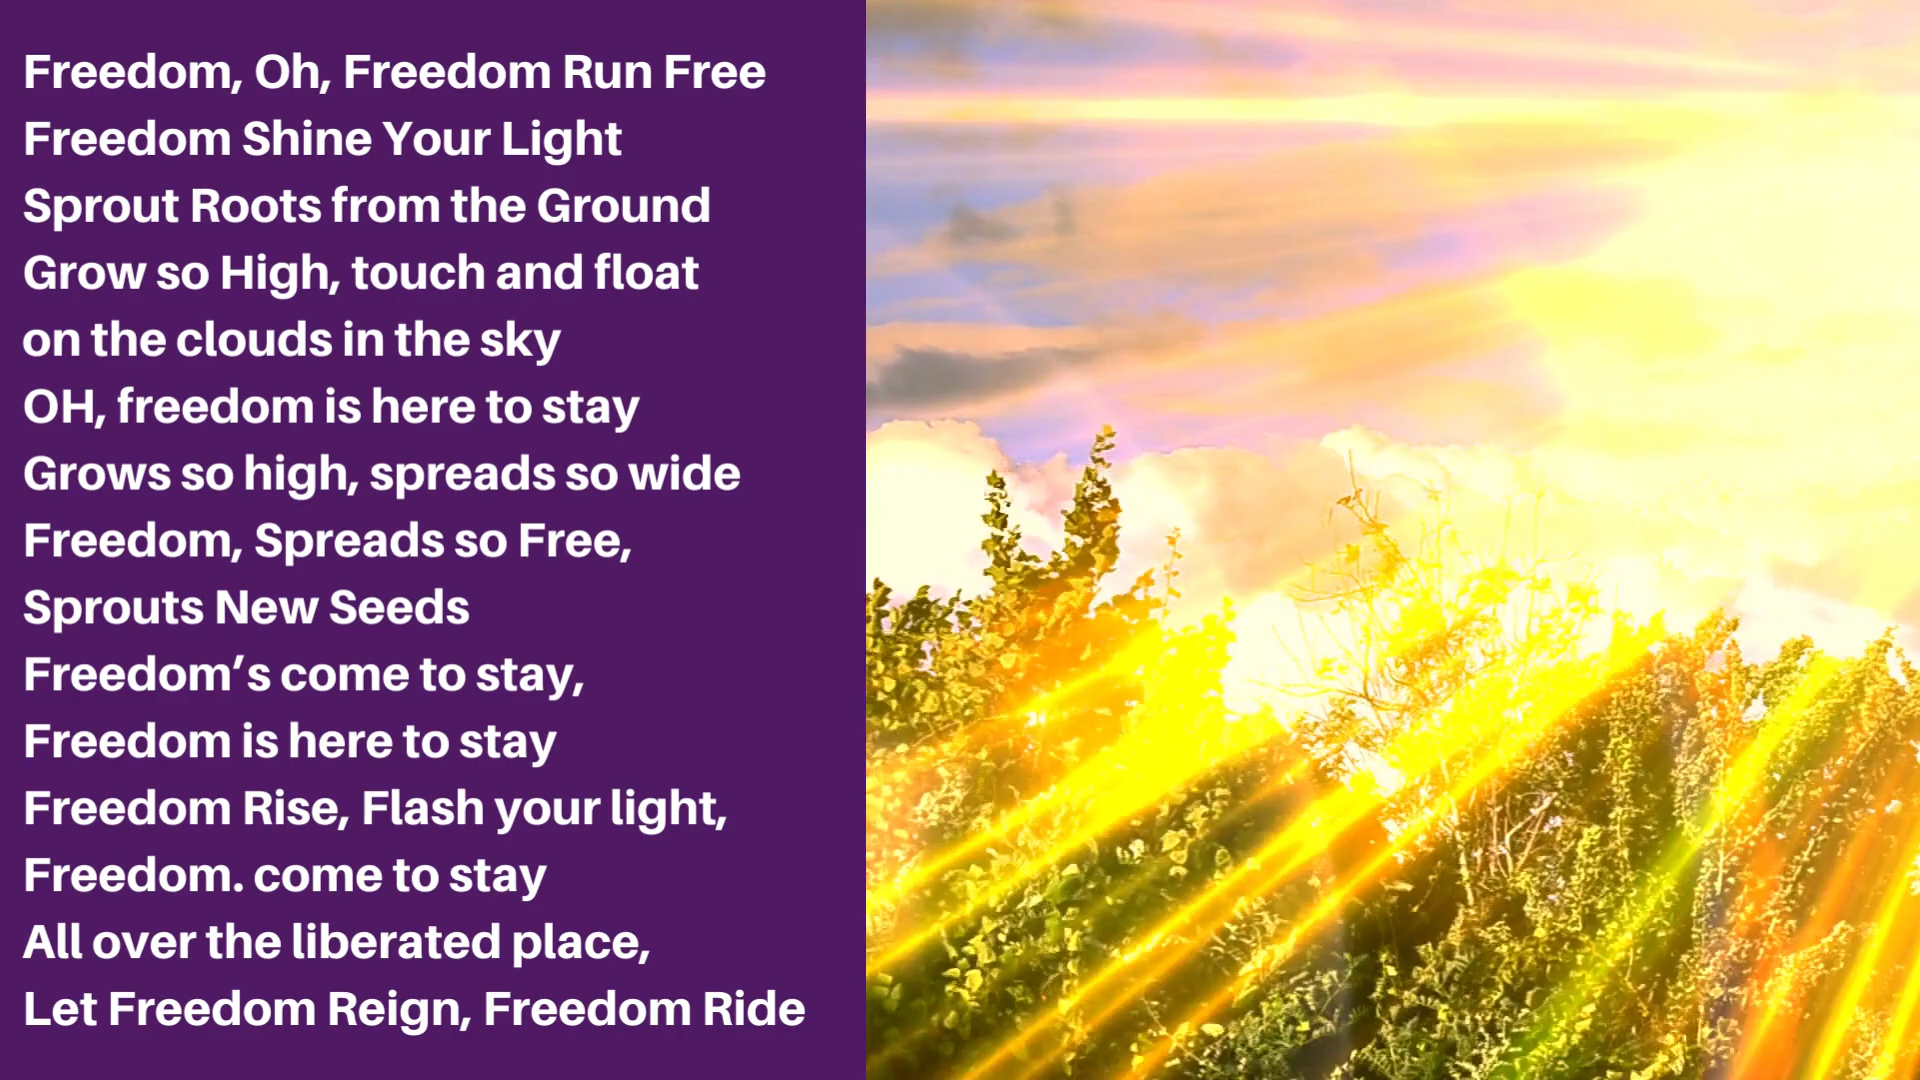 Freedom, Oh, Freedom Run Free
Freedom Shine Your Light
Sprout Roots from the Ground
Grow so High, touch and float
on the clouds in the sky
OH, freedom is here to stay
Grows so high, spreads so wide
Freedom, Spreads so Free,
Sprouts New Seeds
Freedom’s come to stay,
Freedom is here to stay
Freedom Rise, Flash your light,
Freedom. come to stay
All over the liberated place,
Let Freedom Reign, Freedom Ride